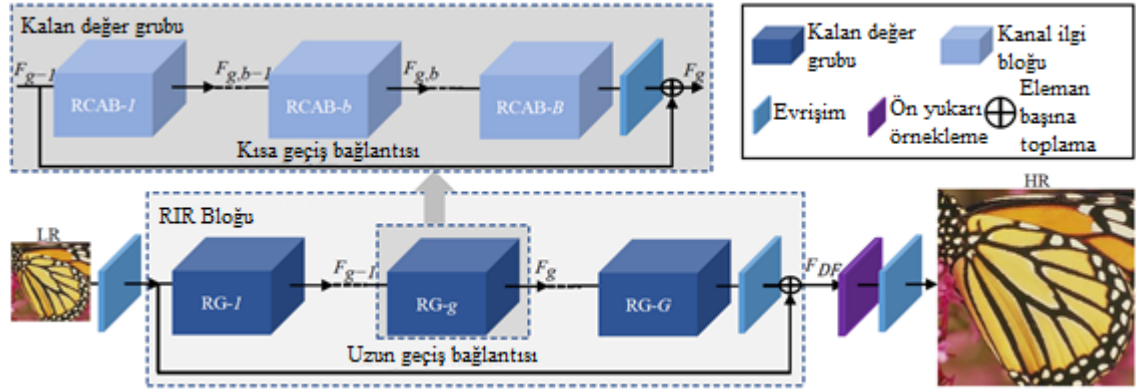 Kalan değer grubu
F_{g-1}
F_{g,b-1}
F_{g,b}
F_g
RCAB-1
RCAB-b
RCAB-B
Kısa geçiş bağlantısı
Kalan değer
grubu
Kanal ilgi
bloğu
Evrişim
Ön yukarı
örnekleme
Eleman
başına
toplama
RIR Bloğu
LR
HR
F_{g-1}
F_g
F_{DF}
RG-1
RG-g
RG-G
Uzun geçiş bağlantısı